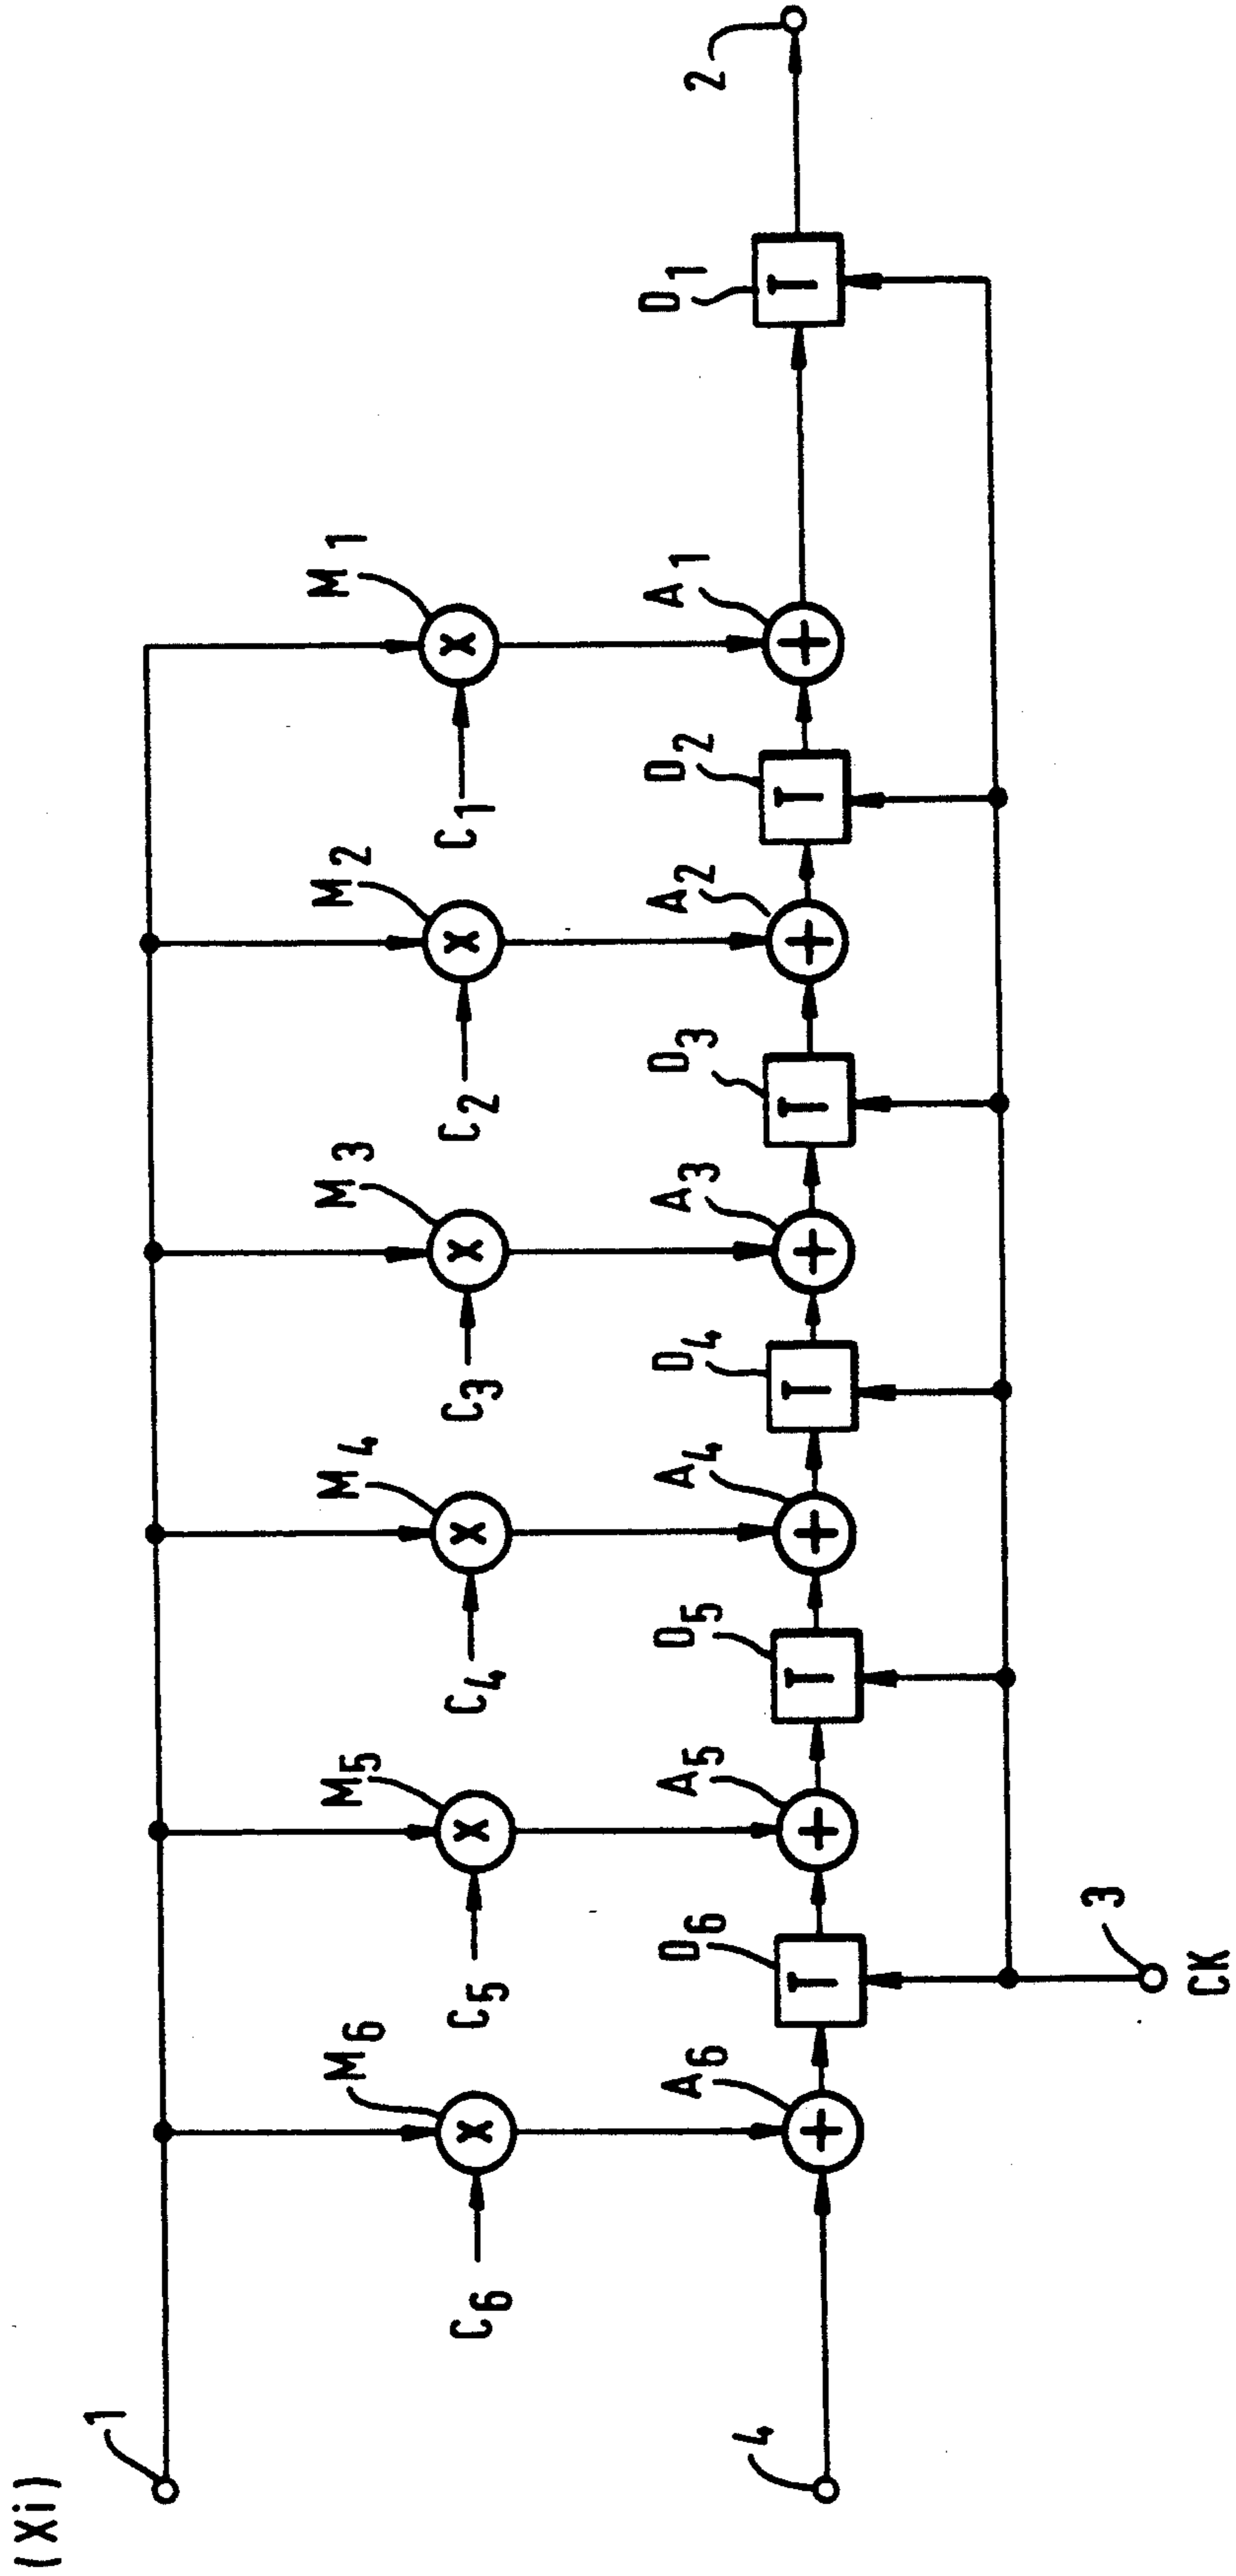 (Xi)
1
M6 M5 M4 M3 M2 M1
C6 C5 C4 C3 C2 C1
A6 D6 A5 D5 A4 D4 A3 D3 A2 D2 A1 D1 2
4 + T + T + T + T + T + T
3
CK